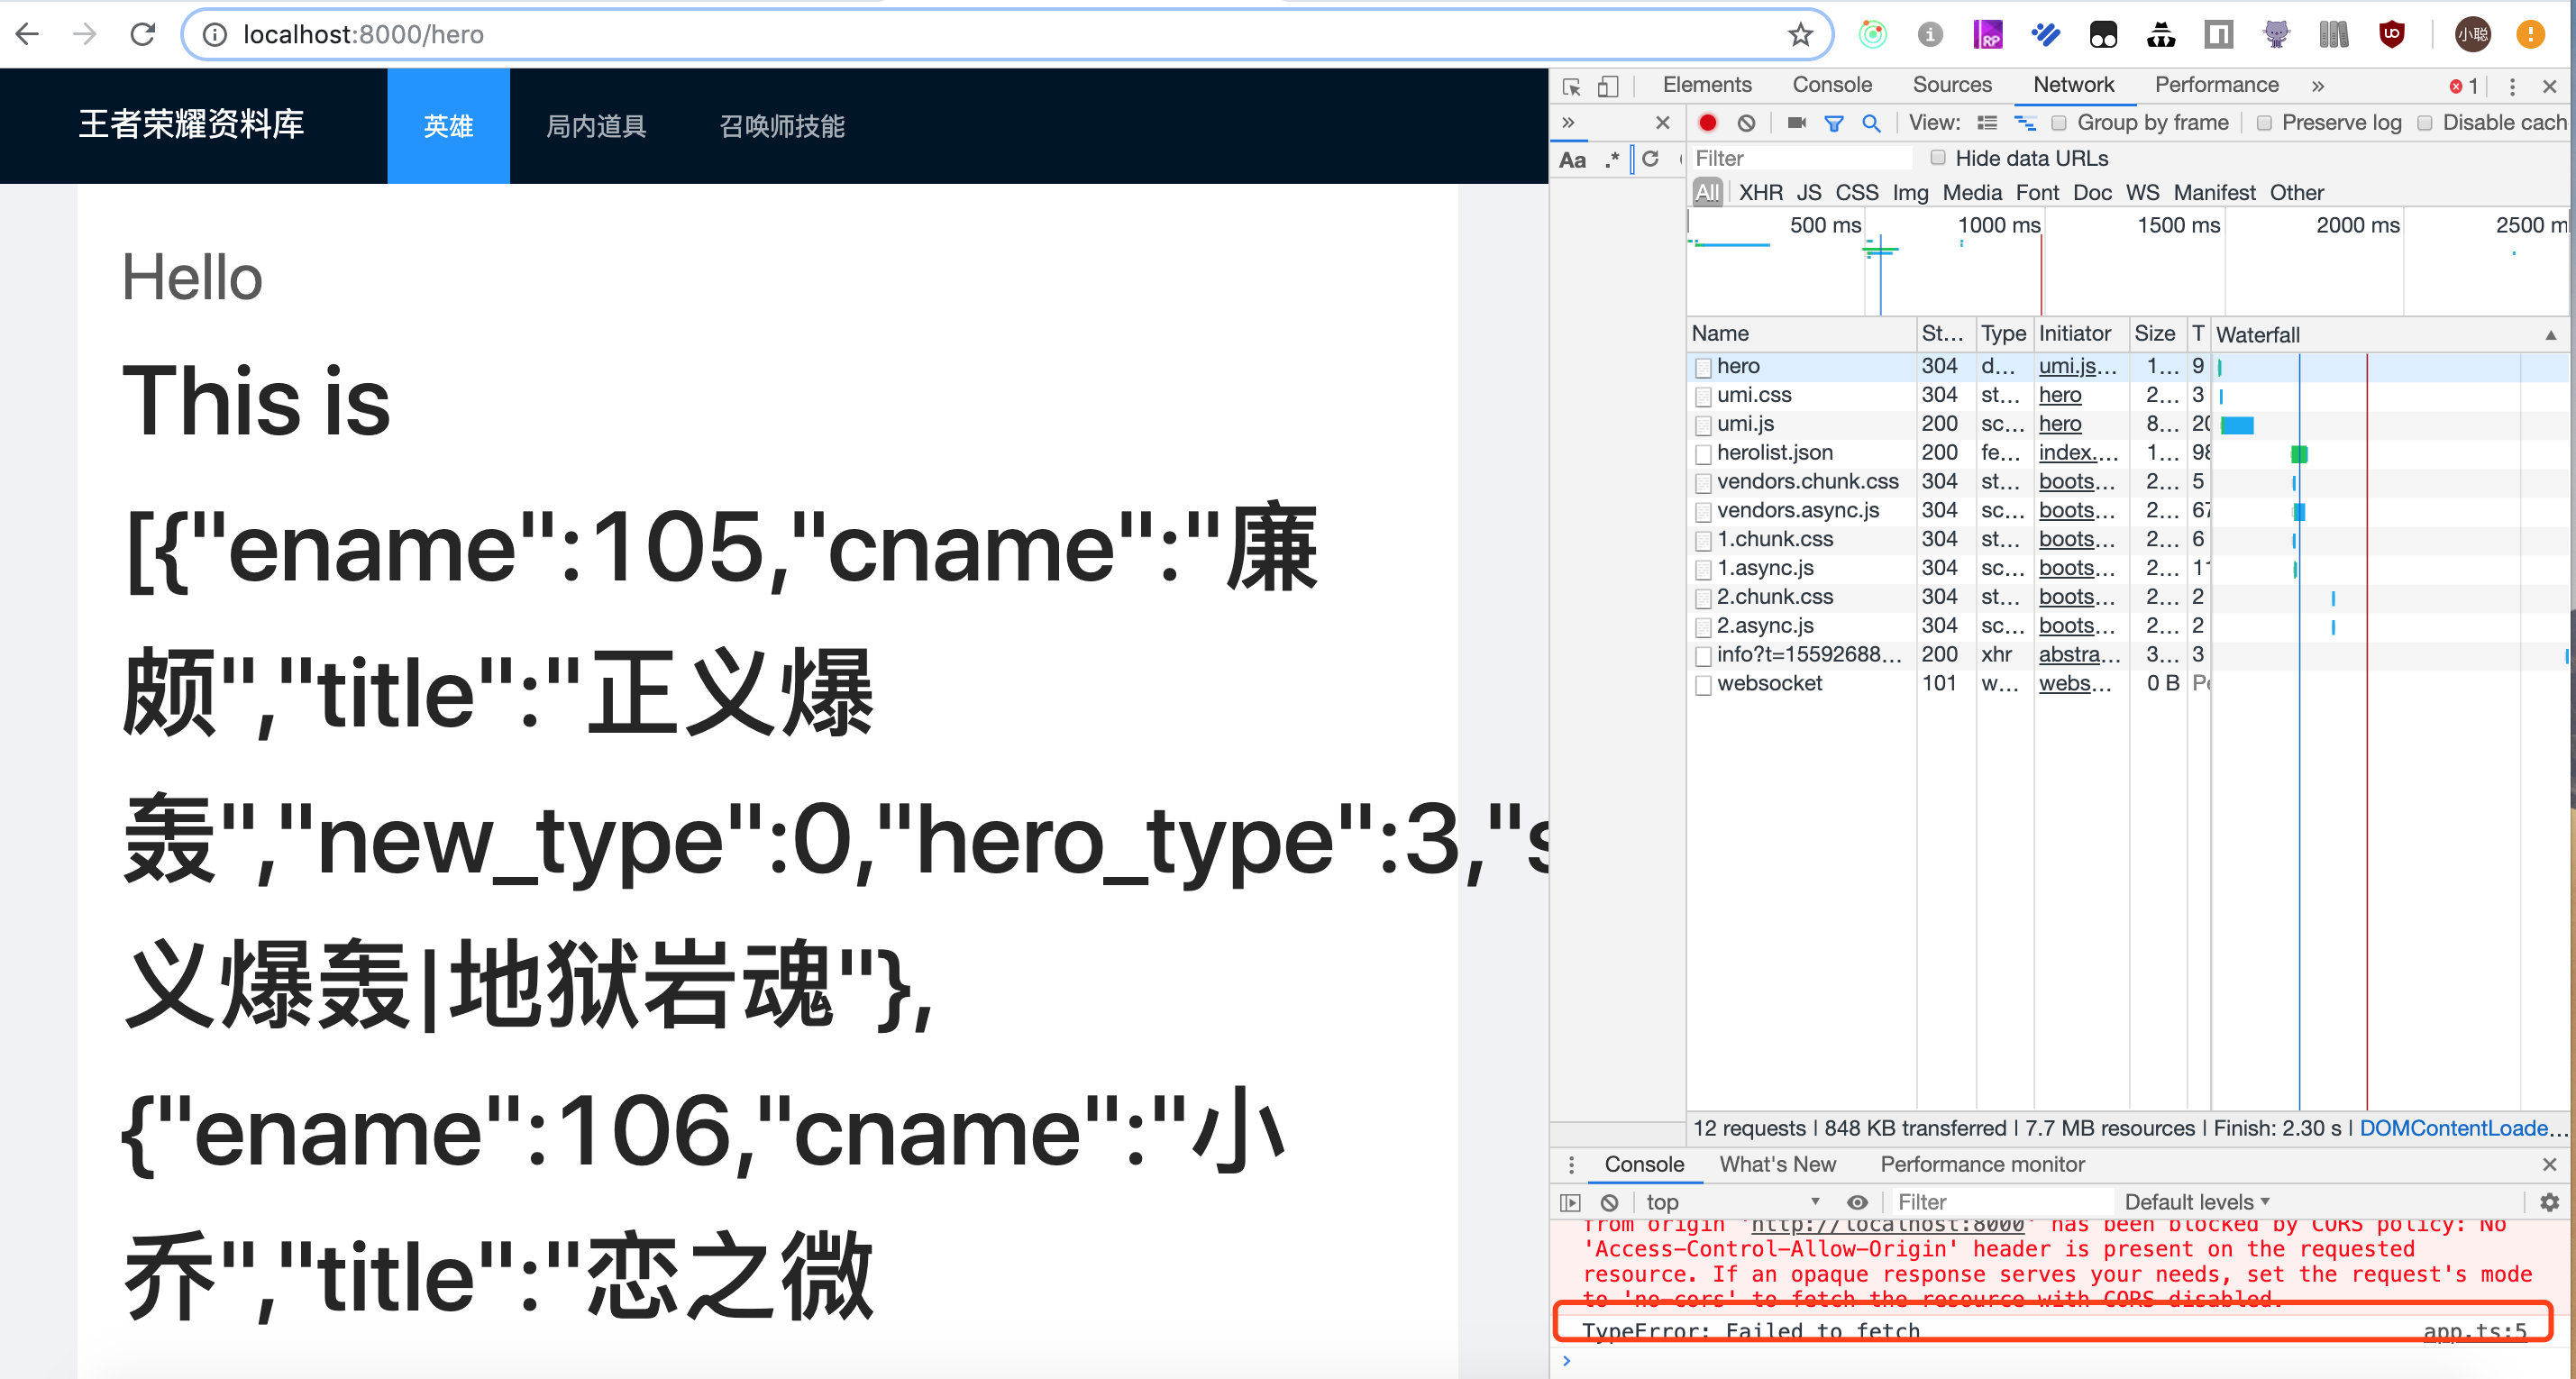 localhost:8000/hero
小聪
王者荣耀资料库
英雄
局内道具
召唤师技能
Hello
This is
[{"ename":105,"cname":"廉
颇","title":"正义爆
轰","new_type":0,"hero_type":3,"s
义爆轰|地狱岩魂"},
{"ename":106,"cname":"小
乔","title":"恋之微
Elements Console Sources Network Performance » 1
» View: Group by frame Preserve log Disable cach
Aa .* Filter Hide data URLs
All XHR JS CSS Img Media Font Doc WS Manifest Other
500 ms 1000 ms 1500 ms 2000 ms 2500 m
Name St... Type Initiator Size T Waterfall
hero 304 d... umi.js... 1... 9
umi.css 304 st... hero 2... 3
umi.js 200 sc... hero 8... 20
herolist.json 200 fe... index.... 1... 98
vendors.chunk.css 304 st... boots... 2... 5
vendors.async.js 304 sc... boots... 2... 67
1.chunk.css 304 st... boots... 2... 6
1.async.js 304 sc... boots... 2... 11
2.chunk.css 304 st... boots... 2... 2
2.async.js 304 sc... boots... 2... 2
info?t=15592688... 200 xhr abstra... 3... 3
websocket 101 w... webs... 0 B Pe
12 requests | 848 KB transferred | 7.7 MB resources | Finish: 2.30 s | DOMContentLoade...
Console What's New Performance monitor
top Filter Default levels
from origin 'http://localhost:8000' has been blocked by CORS policy: No
'Access-Control-Allow-Origin' header is present on the requested
resource. If an opaque response serves your needs, set the request's mode
to 'no-cors' to fetch the resource with CORS disabled.
TypeError: Failed to fetch app.ts:5